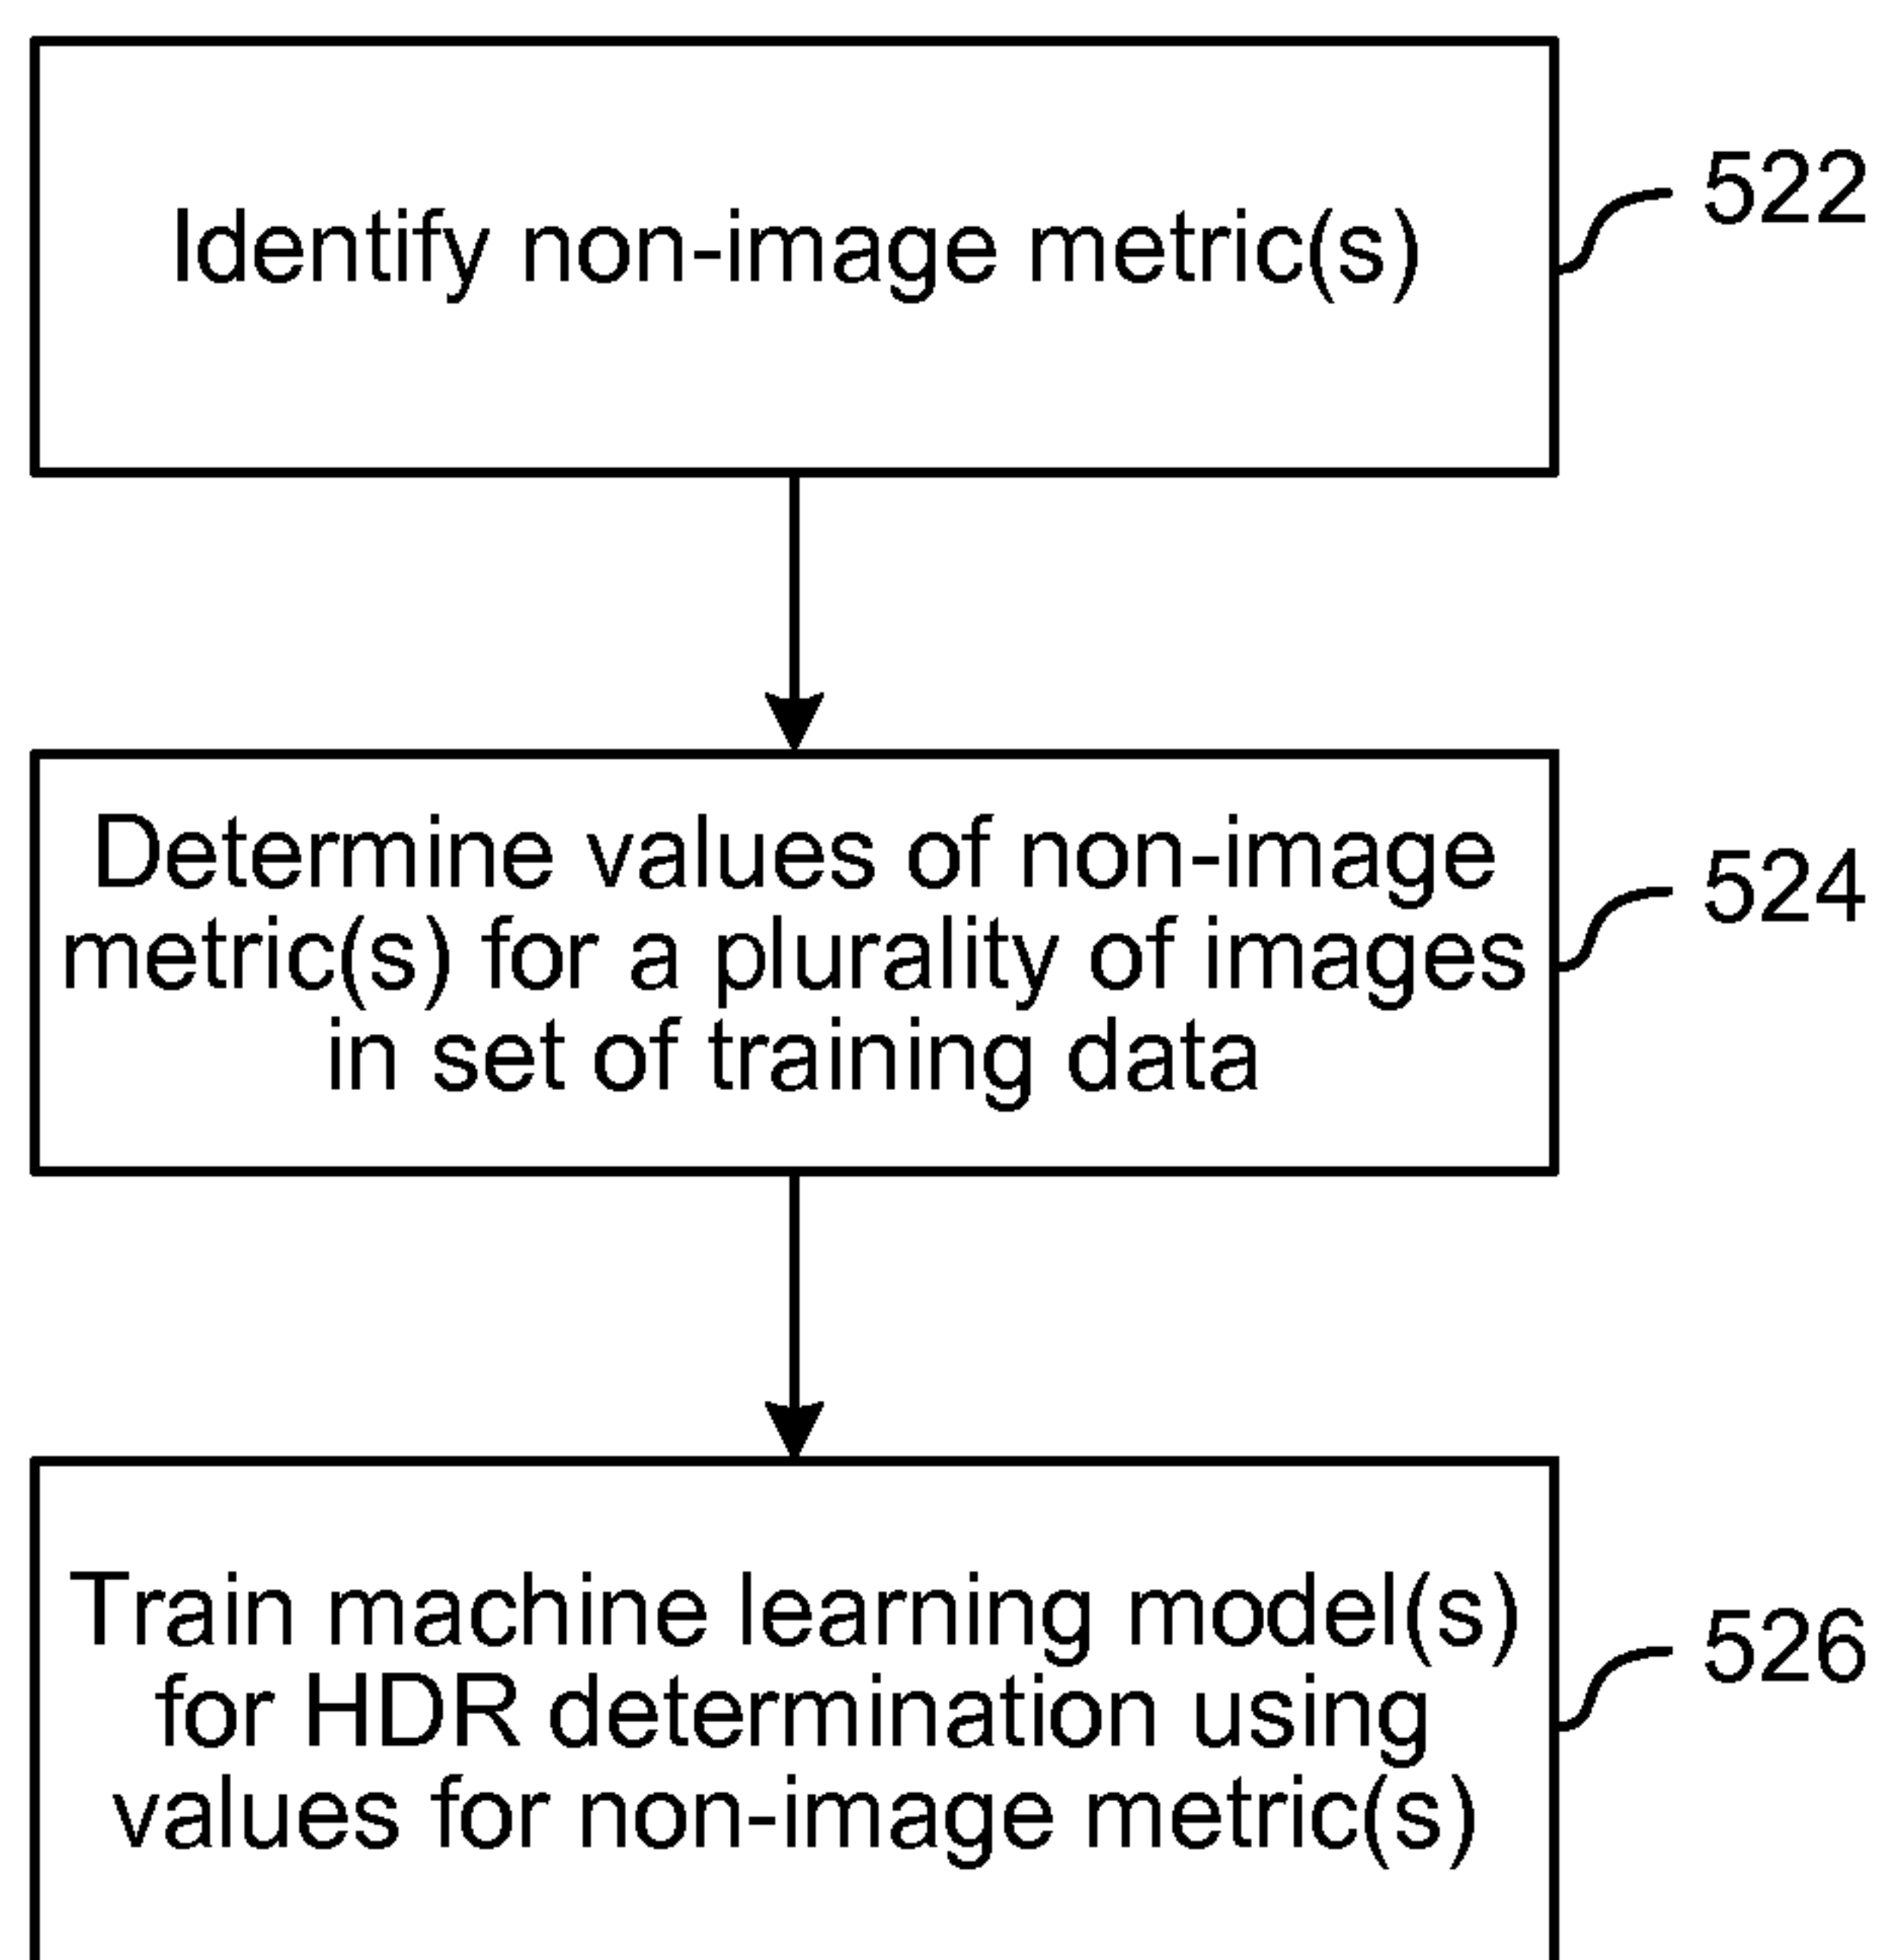 Identify non-image metric(s)
522
Determine values of non-image
metric(s) for a plurality of images
in set of training data
524
Train machine learning model(s)
for HDR determination using
values for non-image metric(s)
526